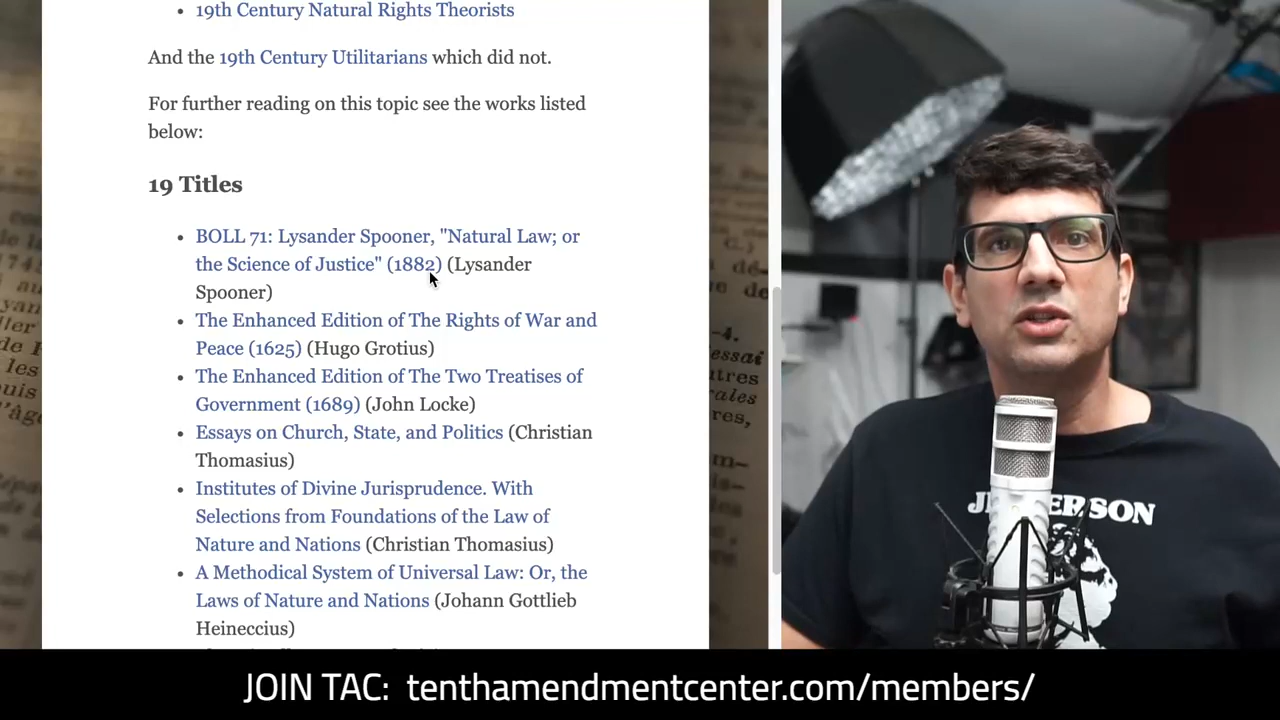 19th Century Natural Rights Theorists
And the 19th Century Utilitarians which did not.
For further reading on this topic see the works listed
below:
19 Titles
BOLL 71: Lysander Spooner, "Natural Law; or
the Science of Justice" (1882) (Lysander
Spooner)
The Enhanced Edition of The Rights of War and
Peace (1625) (Hugo Grotius)
The Enhanced Edition of The Two Treatises of
Government (1689) (John Locke)
Essays on Church, State, and Politics (Christian
Thomasius)
Institutes of Divine Jurisprudence. With
Selections from Foundations of the Law of
Nature and Nations (Christian Thomasius)
A Methodical System of Universal Law: Or, the
Laws of Nature and Nations (Johann Gottlieb
Heineccius)
JOIN TAC: tenthamendmentcenter.com/members/